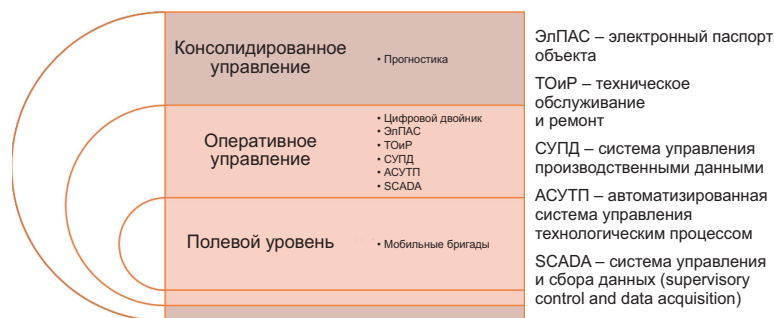 Консолидированное
управление
• Прогностика
Оперативное
управление
• Цифровой двойник
• ЭлПАС
• ТОиР
• СУПД
• АСУТП
• SCADA
Полевой уровень
• Мобильные бригады
ЭлПАС – электронный паспорт
объекта
ТОиР – техническое
обслуживание
и ремонт
СУПД – система управления
производственными данными
АСУТП – автоматизированная
система управления
технологическим процессом
SCADA – система управления
и сбора данных (supervisory
control and data acquisition)